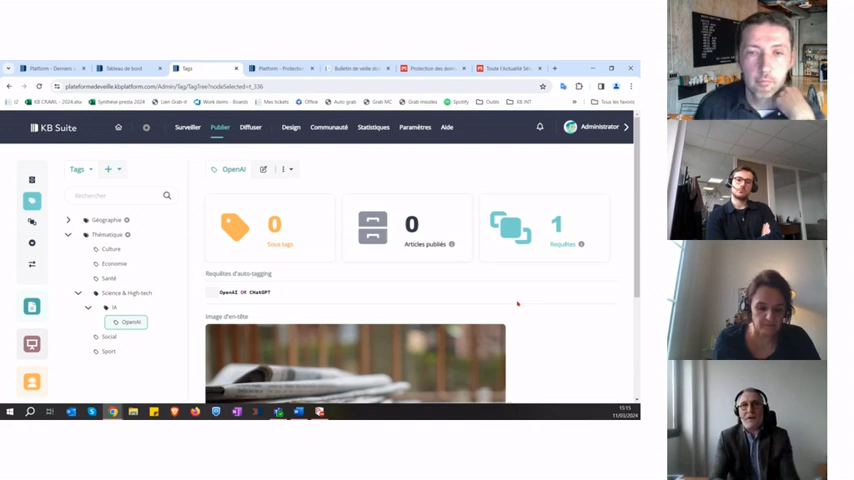 Platform - Derniers
Tableau de bord
Tags
Platform - Protection
Bulletin de veille
Protection des don
Toute l'Actualité
plateformedeveille.kbplatform.com/Admin/Tag/TagTree?nodeSelected=t_336
KB CRAWL - 2024.alia
Synthèse presta 2024
Lien Grab-it
Work items - Boards
Mes tickets
Office
Auto grab
Grab MC
Grab missiles
Spotify
Outils
KB INT
»
Tous les favoris
KB Suite
Surveiller
Publier
Diffuser
Design
Communauté
Statistiques
Paramètres
Aide
Administrator
Tags
OpenAI
Rechercher
Géographie
Thématique
Culture
Economie
Santé
Science & High-tech
IA
OpenAI
Social
Sport
0
Sous tags
0
Articles publiés
1
Requêtes
Requêtes d'auto-tagging
OpenAI OR CHatGPT
Image d'en-tête
15:15
11/03/2024